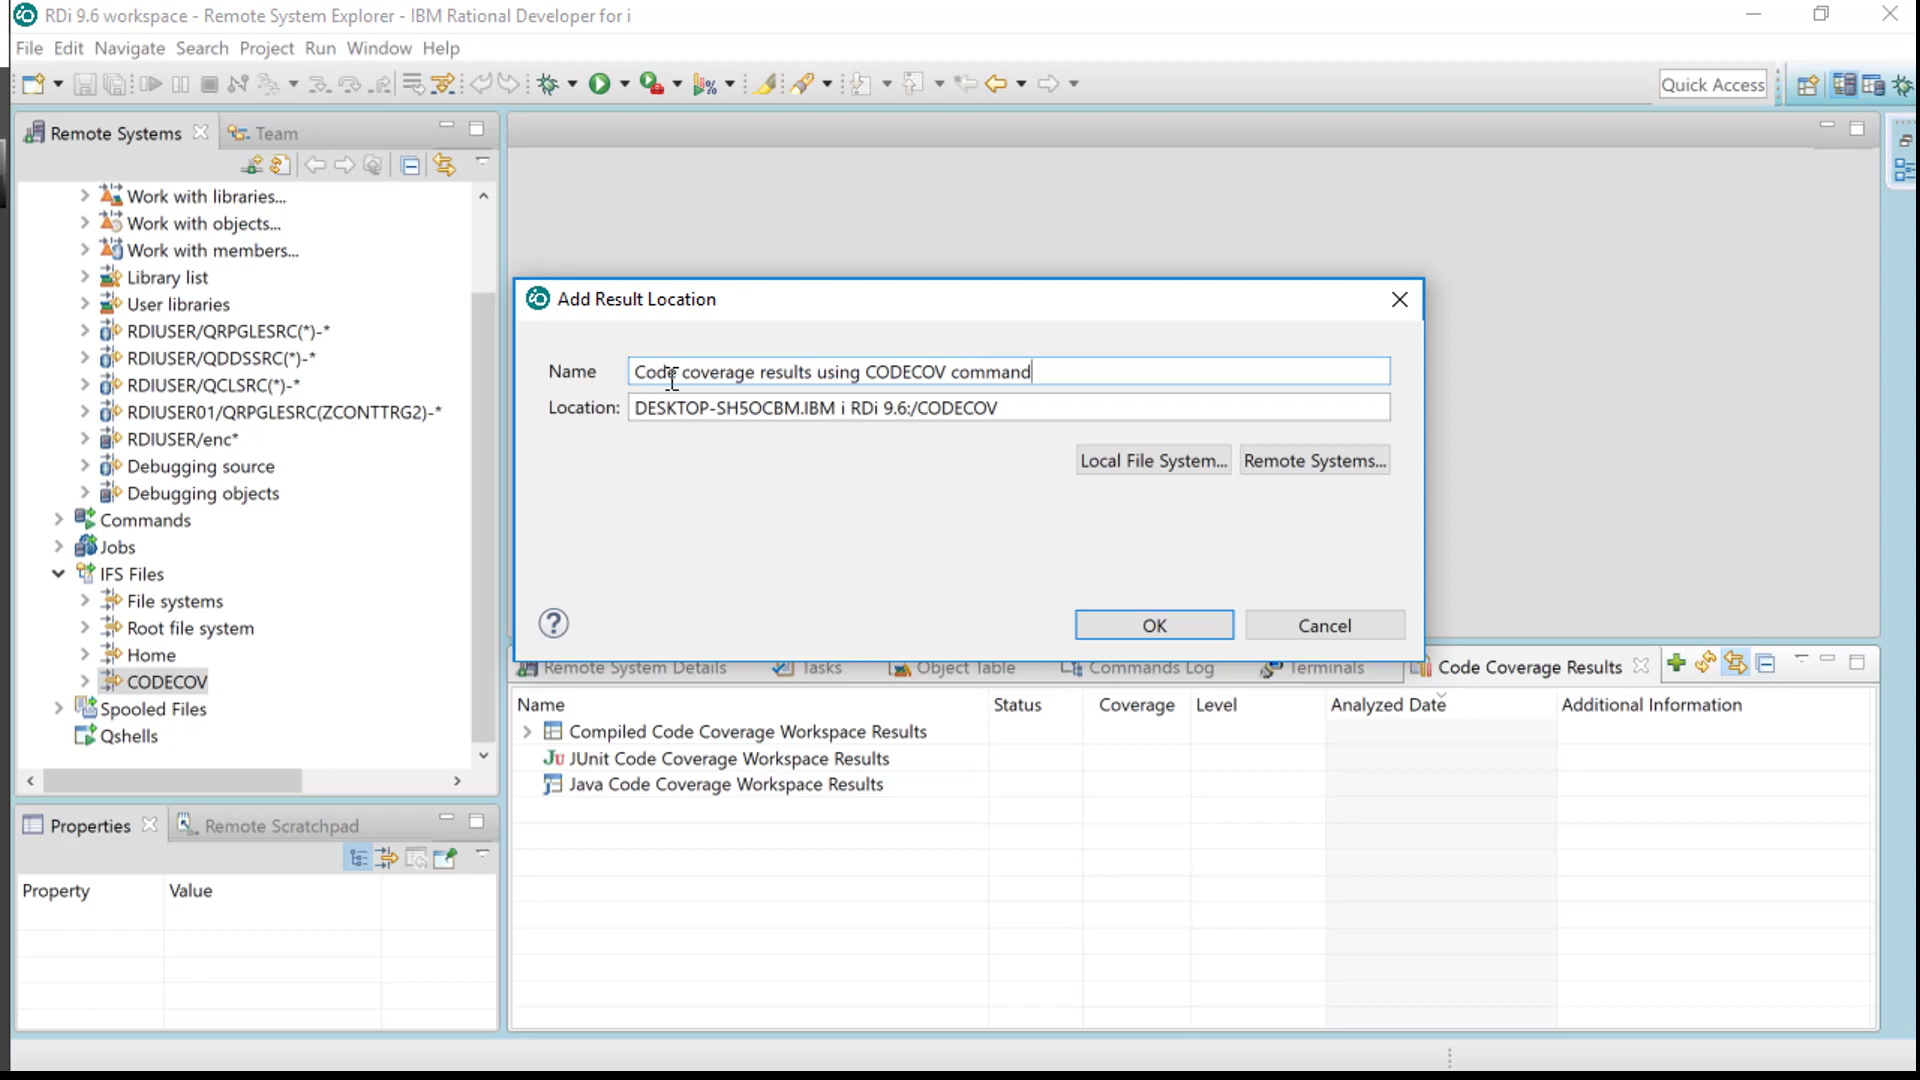 RDi 9.6 workspace - Remote System Explorer - IBM Rational Developer for i
File Edit Navigate Search Project Run Window Help
Quick Access
Remote Systems
Team
Work with libraries...
Work with objects...
Work with members...
Library list
User libraries
RDIUSER/QRPGLESRC(*)-*
RDIUSER/QDDSSRC(*)-*
RDIUSER/QCLSRC(*)-*
RDIUSER01/QRPGLESRC(ZCONTTRG2)-*
RDIUSER/enc*
Debugging source
Debugging objects
Commands
Jobs
IFS Files
File systems
Root file system
Home
CODECOV
Spooled Files
Qshells
Properties
Remote Scratchpad
Property Value
Add Result Location
Name Code coverage results using CODECOV command
Location: DESKTOP-SH5OCBM.IBM i RDi 9.6:/CODECOV
Local File System... Remote Systems...
OK Cancel
Remote System Details Tasks Object Table Commands Log Terminals Code Coverage Results
Name Status Coverage Level Analyzed Date Additional Information
Compiled Code Coverage Workspace Results
JU JUnit Code Coverage Workspace Results
Java Code Coverage Workspace Results